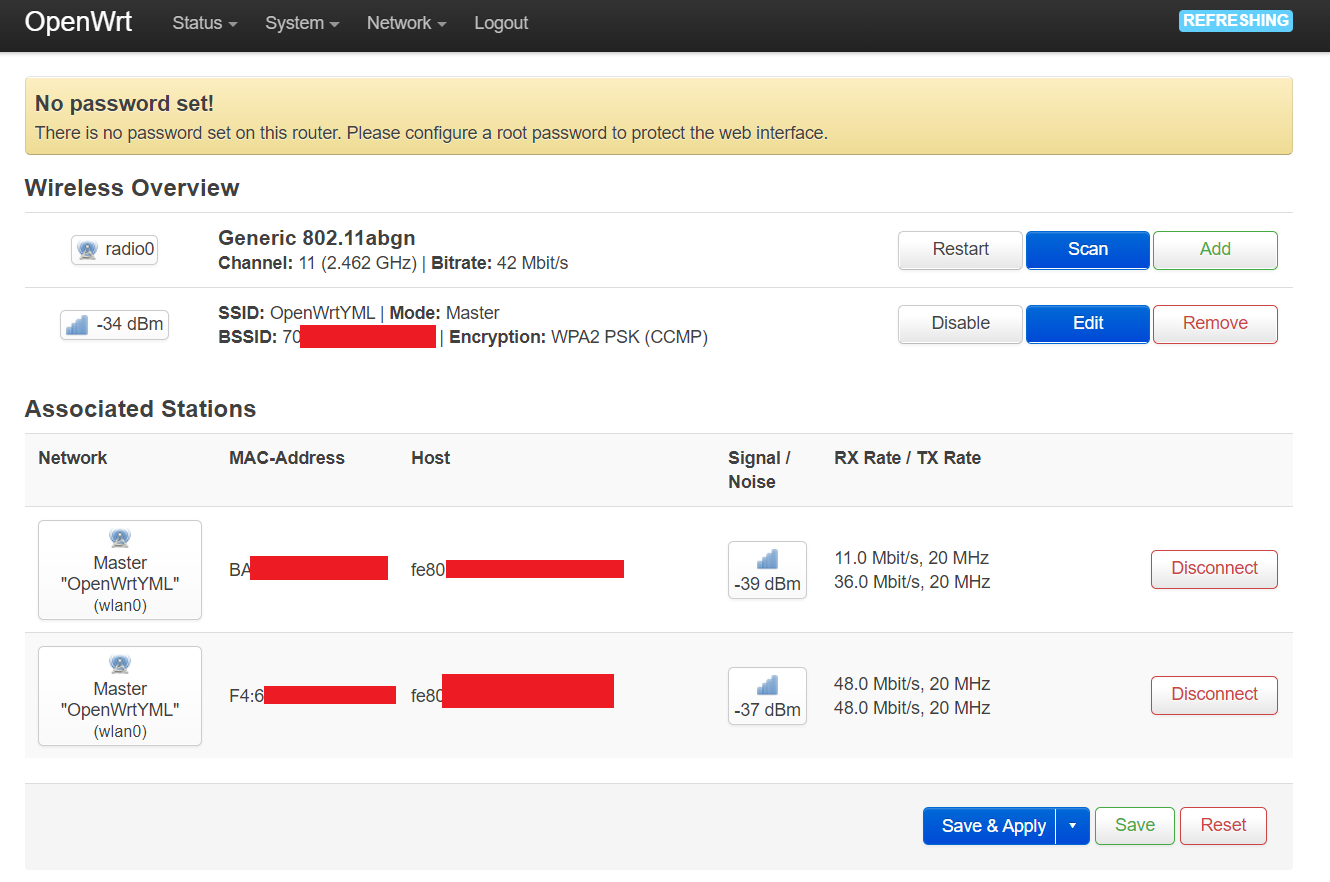 OpenWrt Status System Network Logout REFRESHING
No password set!
There is no password set on this router. Please configure a root password to protect the web interface.
Wireless Overview
radio0
Generic 802.11abgn
Channel: 11 (2.462 GHz) | Bitrate: 42 Mbit/s
Restart Scan Add
-34 dBm
SSID: OpenWrtYML | Mode: Master
BSSID: 70 | Encryption: WPA2 PSK (CCMP)
Disable Edit Remove
Associated Stations
Network MAC-Address Host Signal / Noise RX Rate / TX Rate
Master
"OpenWrtYML"
(wlan0)
BA
fe80
-39 dBm
11.0 Mbit/s, 20 MHz
36.0 Mbit/s, 20 MHz
Disconnect
Master
"OpenWrtYML"
(wlan0)
F4:6
fe80
-37 dBm
48.0 Mbit/s, 20 MHz
48.0 Mbit/s, 20 MHz
Disconnect
Save & Apply Save Reset